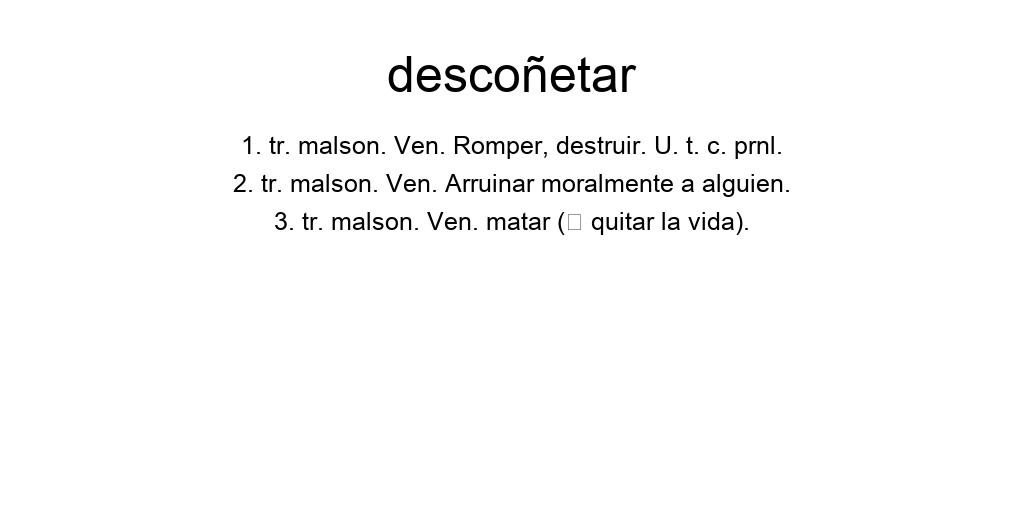 descoñetar
1. tr. malson. Ven. Romper, destruir. U. t. c. prnl.
2. tr. malson. Ven. Arruinar moralmente a alguien.
3. tr. malson. Ven. matar (▯ quitar la vida).